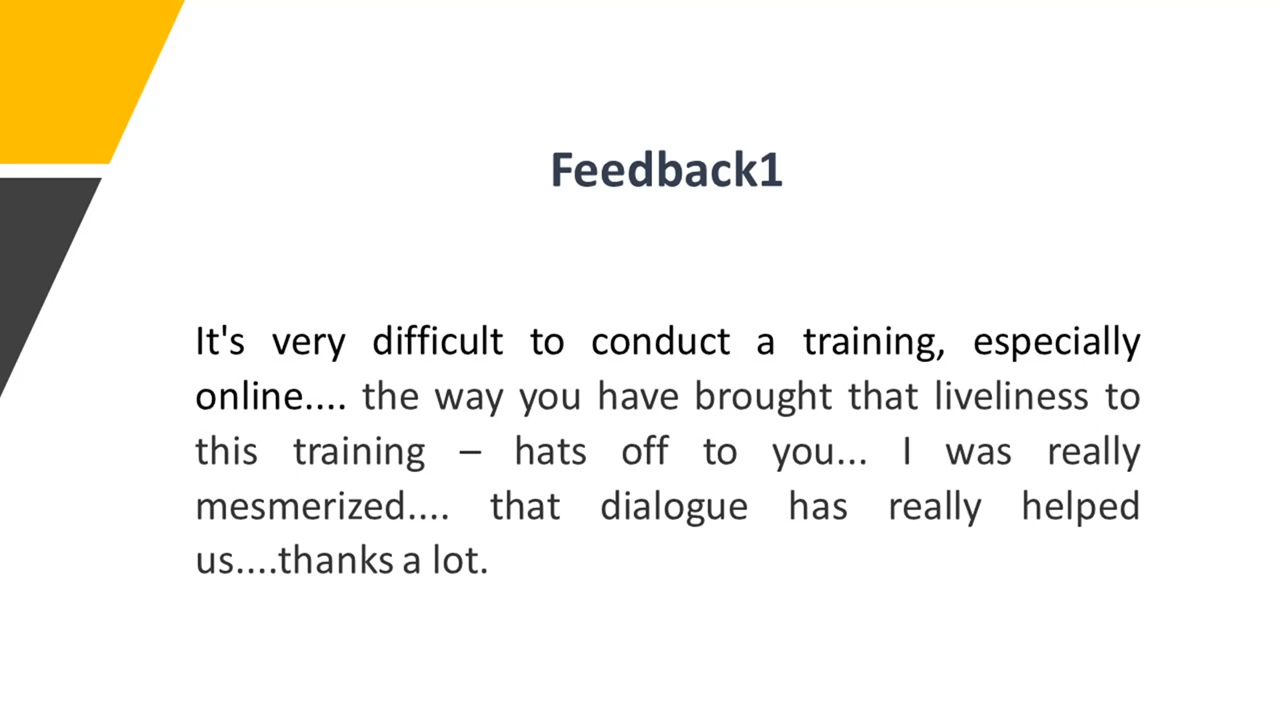 Feedback1
It's very difficult to conduct a training, especially
online.... the way you have brought that liveliness to
this training – hats off to you... I was really
mesmerized.... that dialogue has really helped
us....thanks a lot.